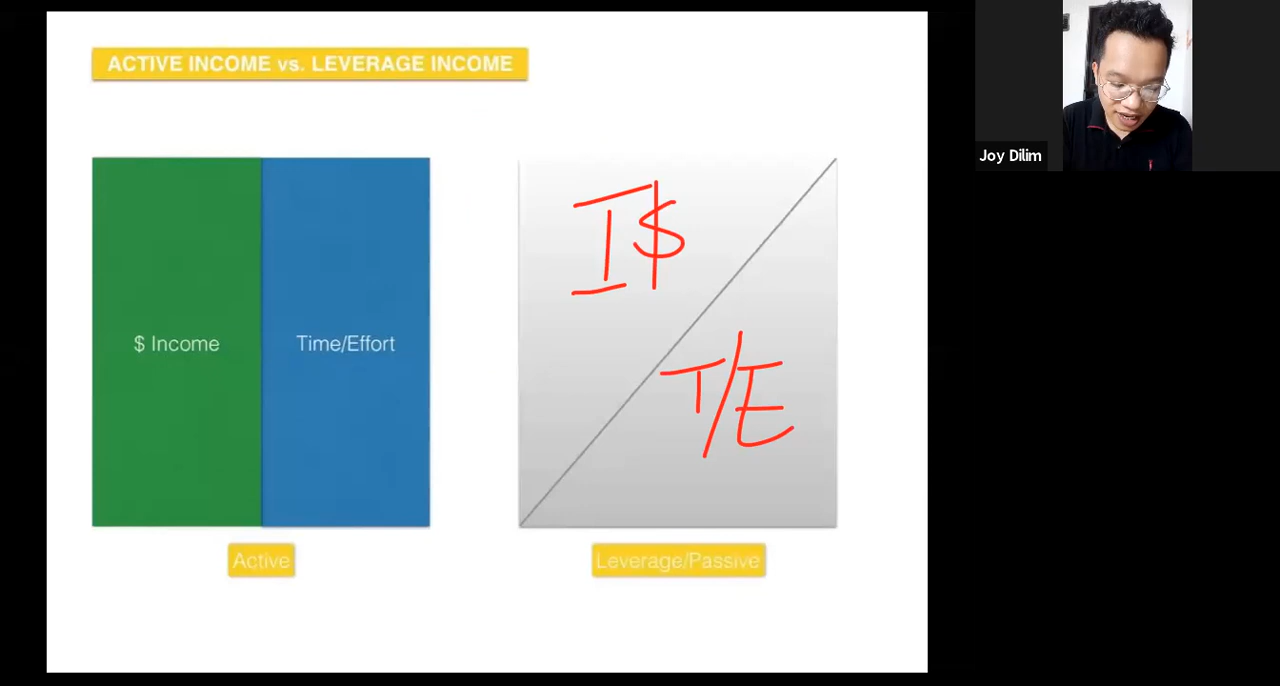 ACTIVE INCOME vs. LEVERAGE INCOME
$ Income
Time/Effort
I$
T/E
Active
Leverage/Passive
Joy Dilim